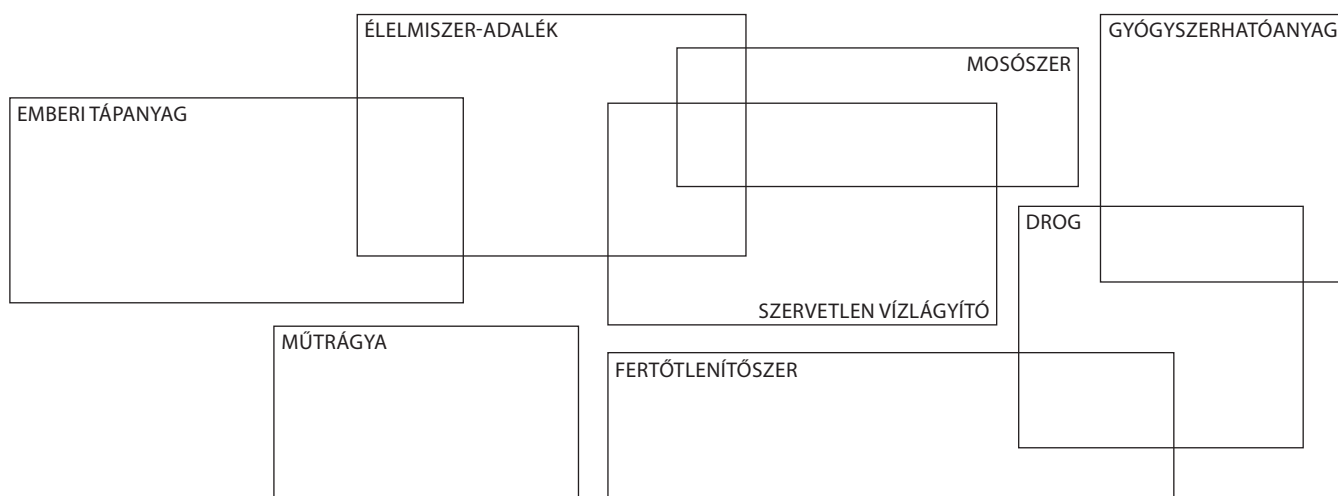 ÉLELMISZER-ADALÉK
GYÓGYSZERHATÓANYAG
MOSÓSZER
EMBERI TÁPANYAG
DROG
SZERVETLEN VÍZLÁGYÍTÓ
MŰTRÁGYA
FERTŐTLENÍTŐSZER